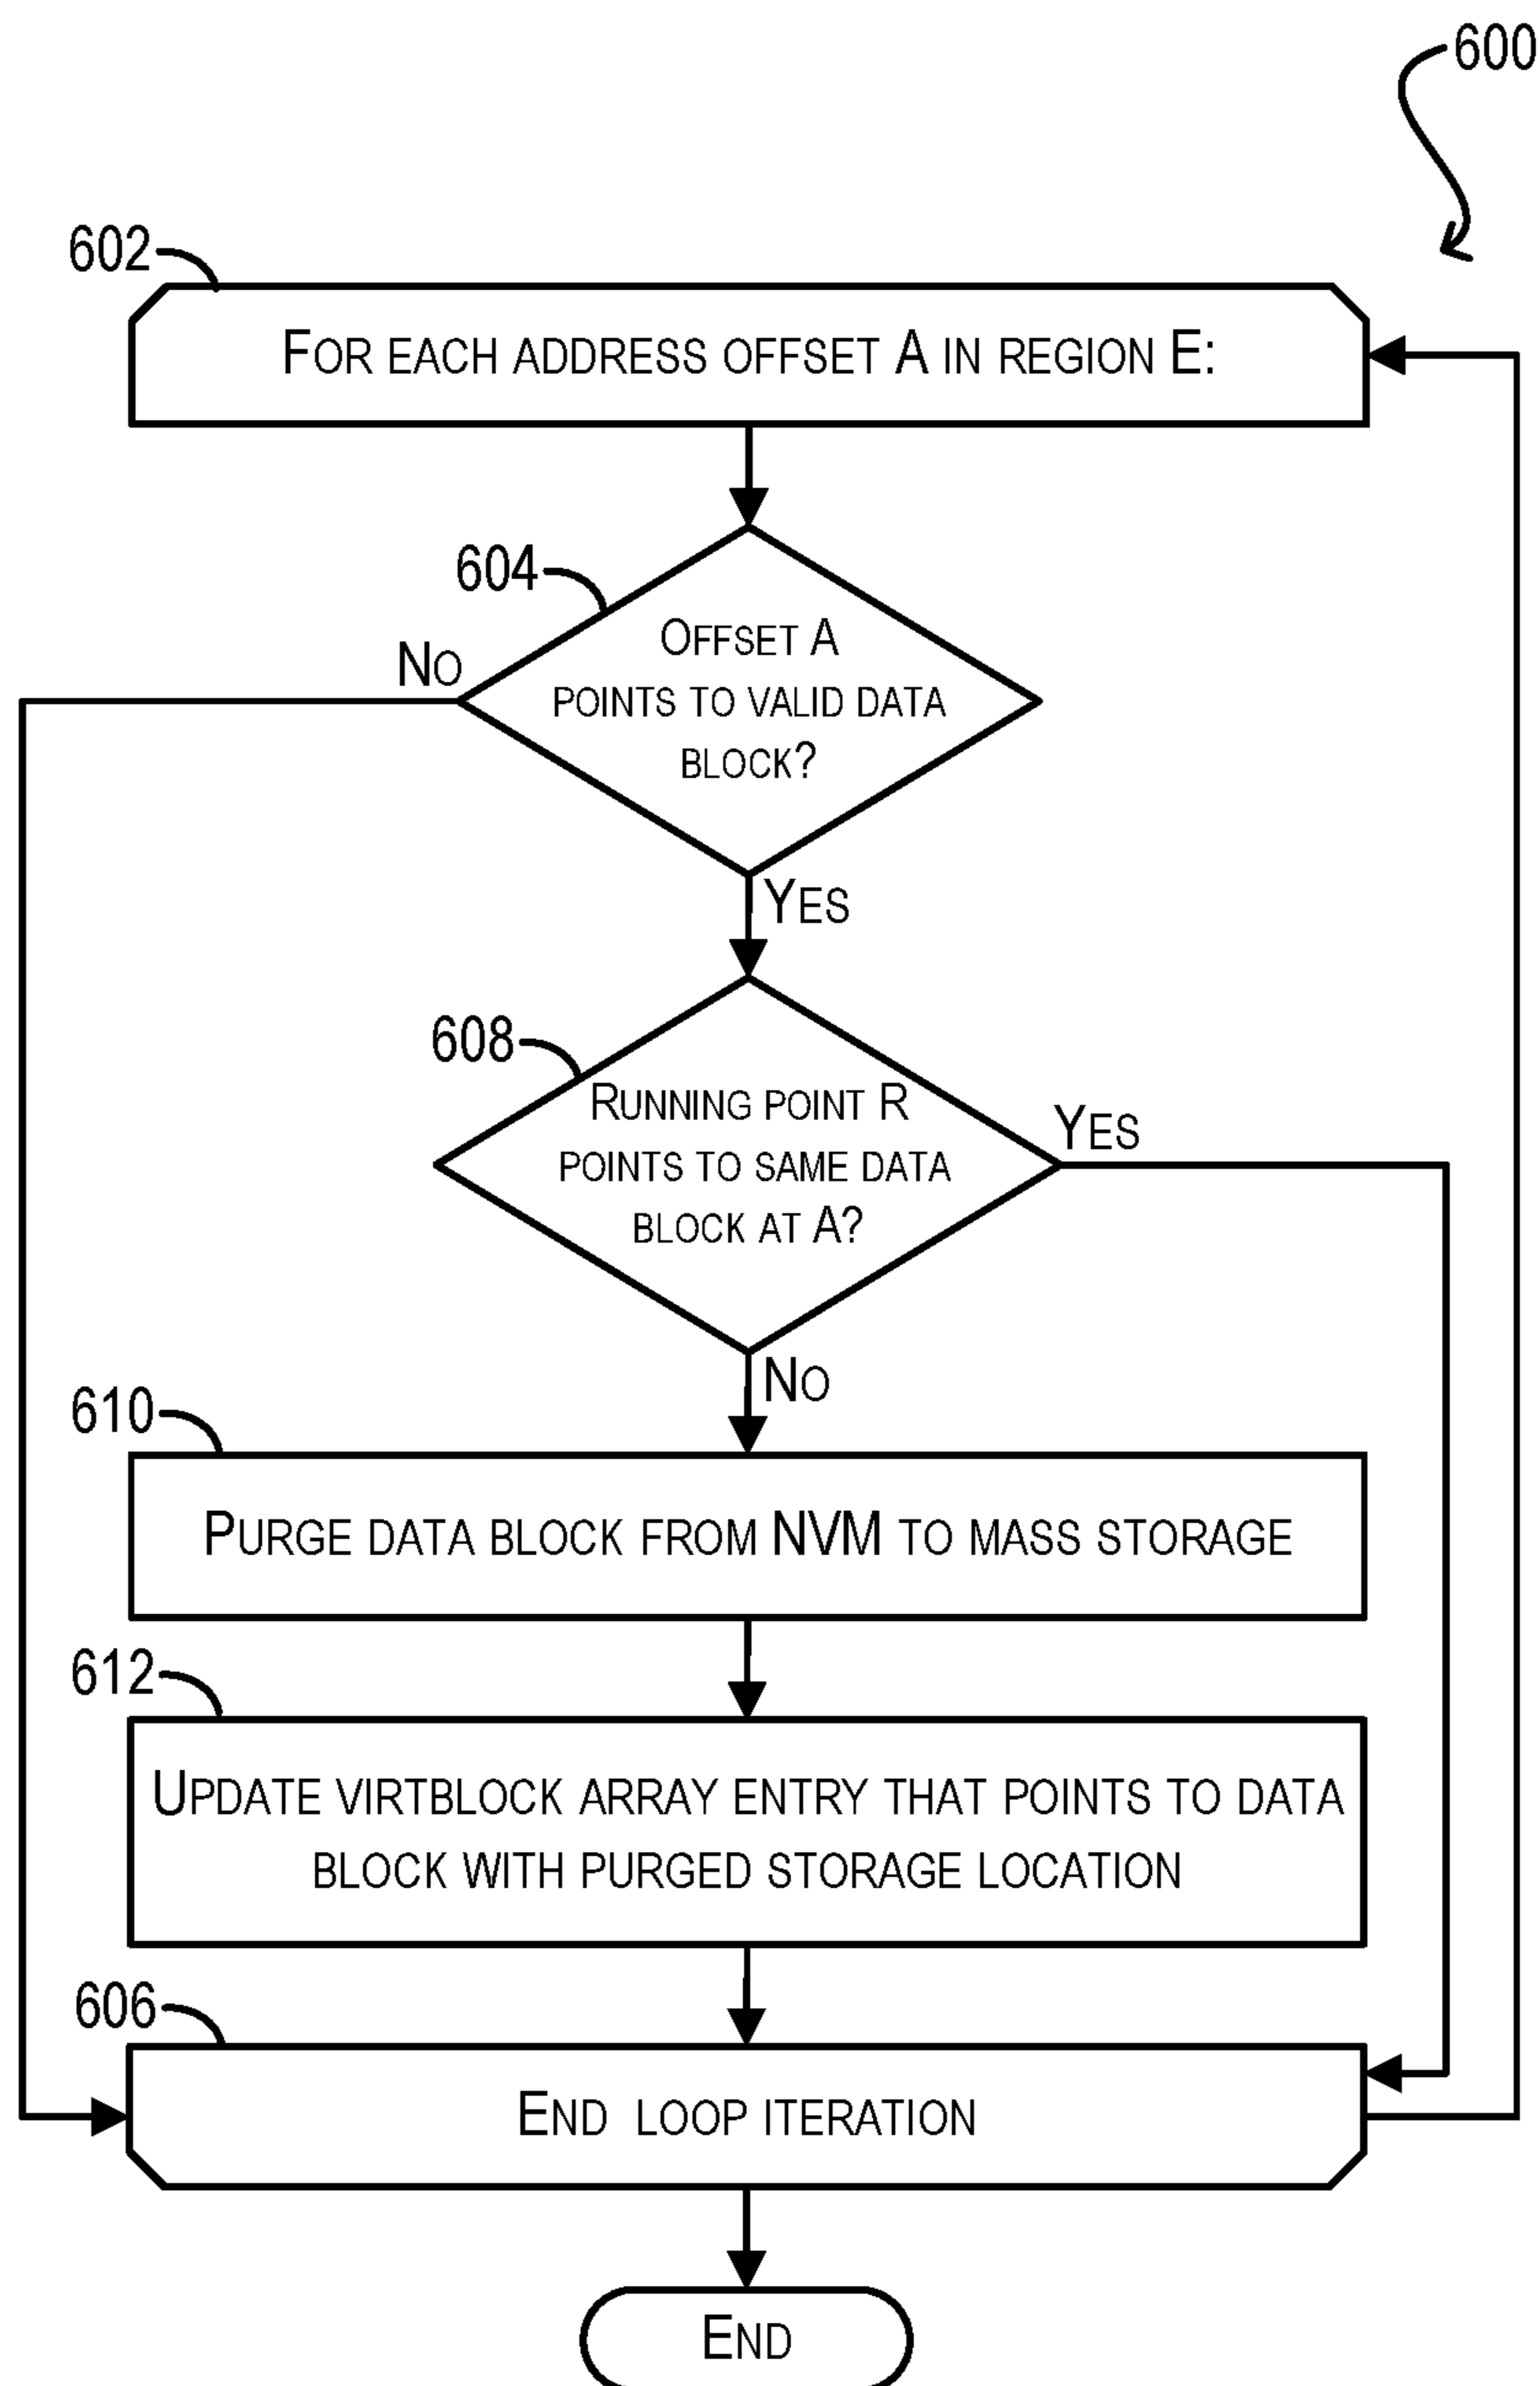 600
602
For each address offset A in region E:
604
No
Offset A
points to valid data
block?
Yes
608
Running point R
points to same data
block at A?
Yes
No
610
Purge data block from NVM to mass storage
612
Update virtblock array entry that points to data
block with purged storage location
606
End loop iteration
End